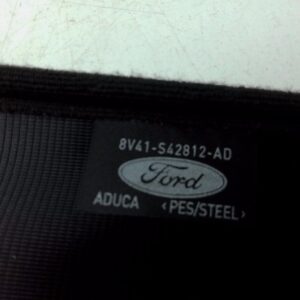 8V41-S42812-AD
Ford
ADUCA <PES/STEEL>